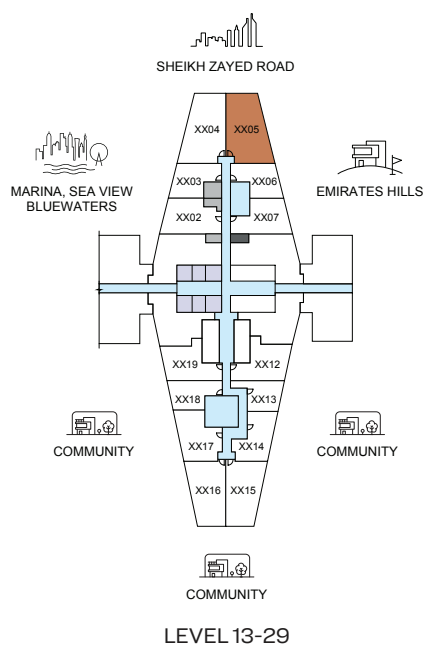 SHEIKH ZAYED ROAD
XX04
XX05
MARINA, SEA VIEW
BLUEWATERS
EMIRATES HILLS
XX03
XX06
XX02
XX07
XX19
XX12
XX18
XX13
COMMUNITY
COMMUNITY
XX17
XX14
XX16
XX15
COMMUNITY
LEVEL 13-29